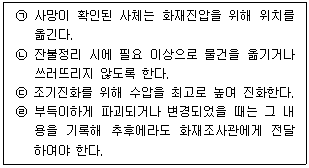 ㉠ 사망이 확인된 사체는 화재진압을 위해 위치를
옮긴다.
㉡ 잔불정리 시에 필요 이상으로 물건을 옮기거나
쓰러뜨리지 않도록 한다.
㉢ 조기진화를 위해 수압을 최고로 높여 진화한다.
㉣ 부득이하게 파괴되거나 변경되었을 때는 그 내
용을 기록해 추후에라도 화재조사관에게 전달
하여야 한다.